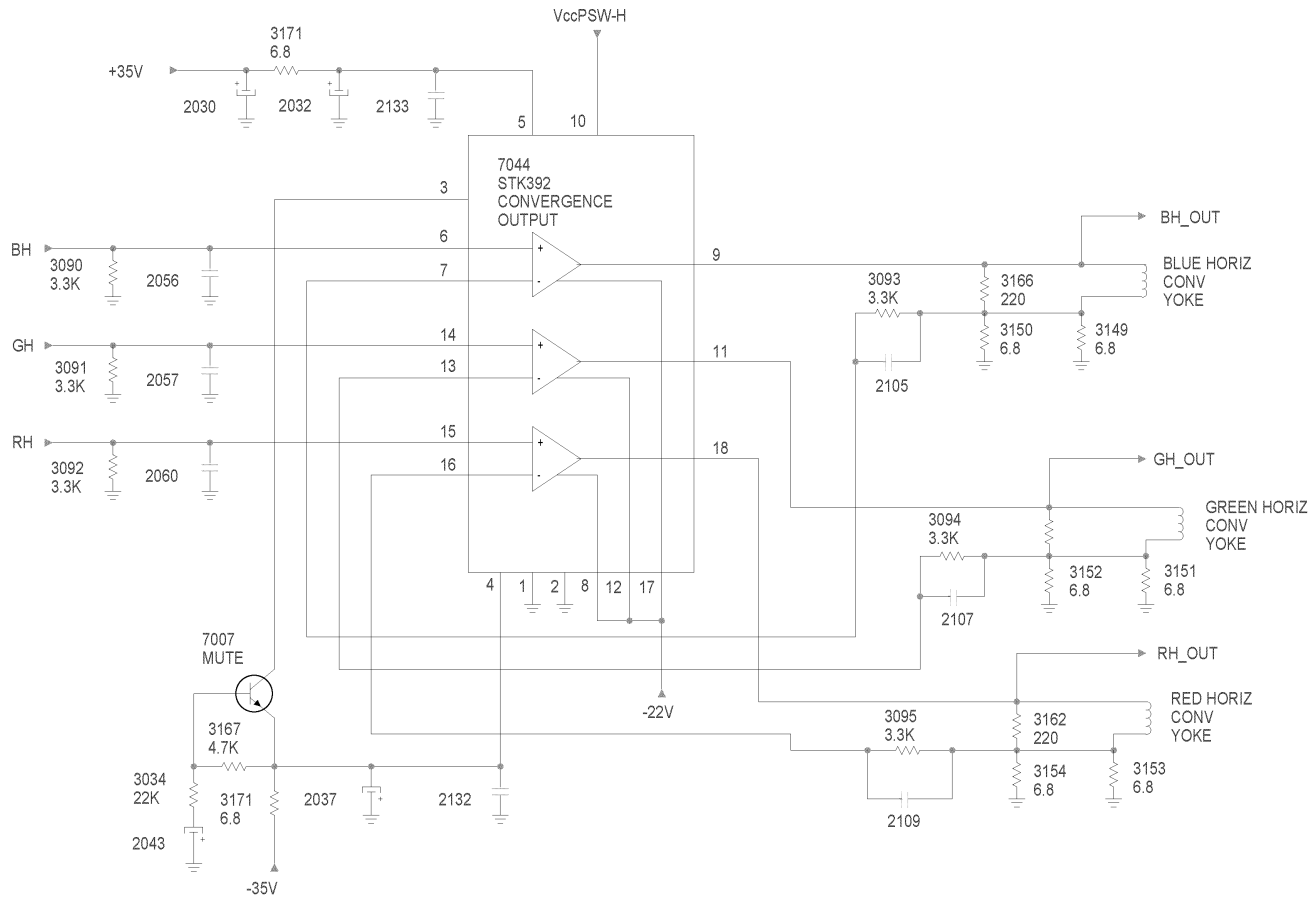 VccPSW-H
3171
6.8
+35V
2030
2032
2133
5
10
7044
STK392
CONVERGENCE
OUTPUT
3
BH
3090
3.3K
2056
6
+
7
-
9
BH_OUT
BLUE HORIZ
CONV
YOKE
3093
3.3K
3166
220
3150
6.8
3149
6.8
2105
GH
3091
3.3K
2057
14
+
13
-
11
RH
3092
3.3K
2060
15
+
16
-
18
GH_OUT
GREEN HORIZ
CONV
YOKE
3094
3.3K
3152
6.8
3151
6.8
2107
4
1
2
8
12
17
-22V
7007
MUTE
3167
4.7K
3034
22K
3171
6.8
2043
2037
2132
-35V
RH_OUT
RED HORIZ
CONV
YOKE
3095
3.3K
3162
220
3154
6.8
3153
6.8
2109